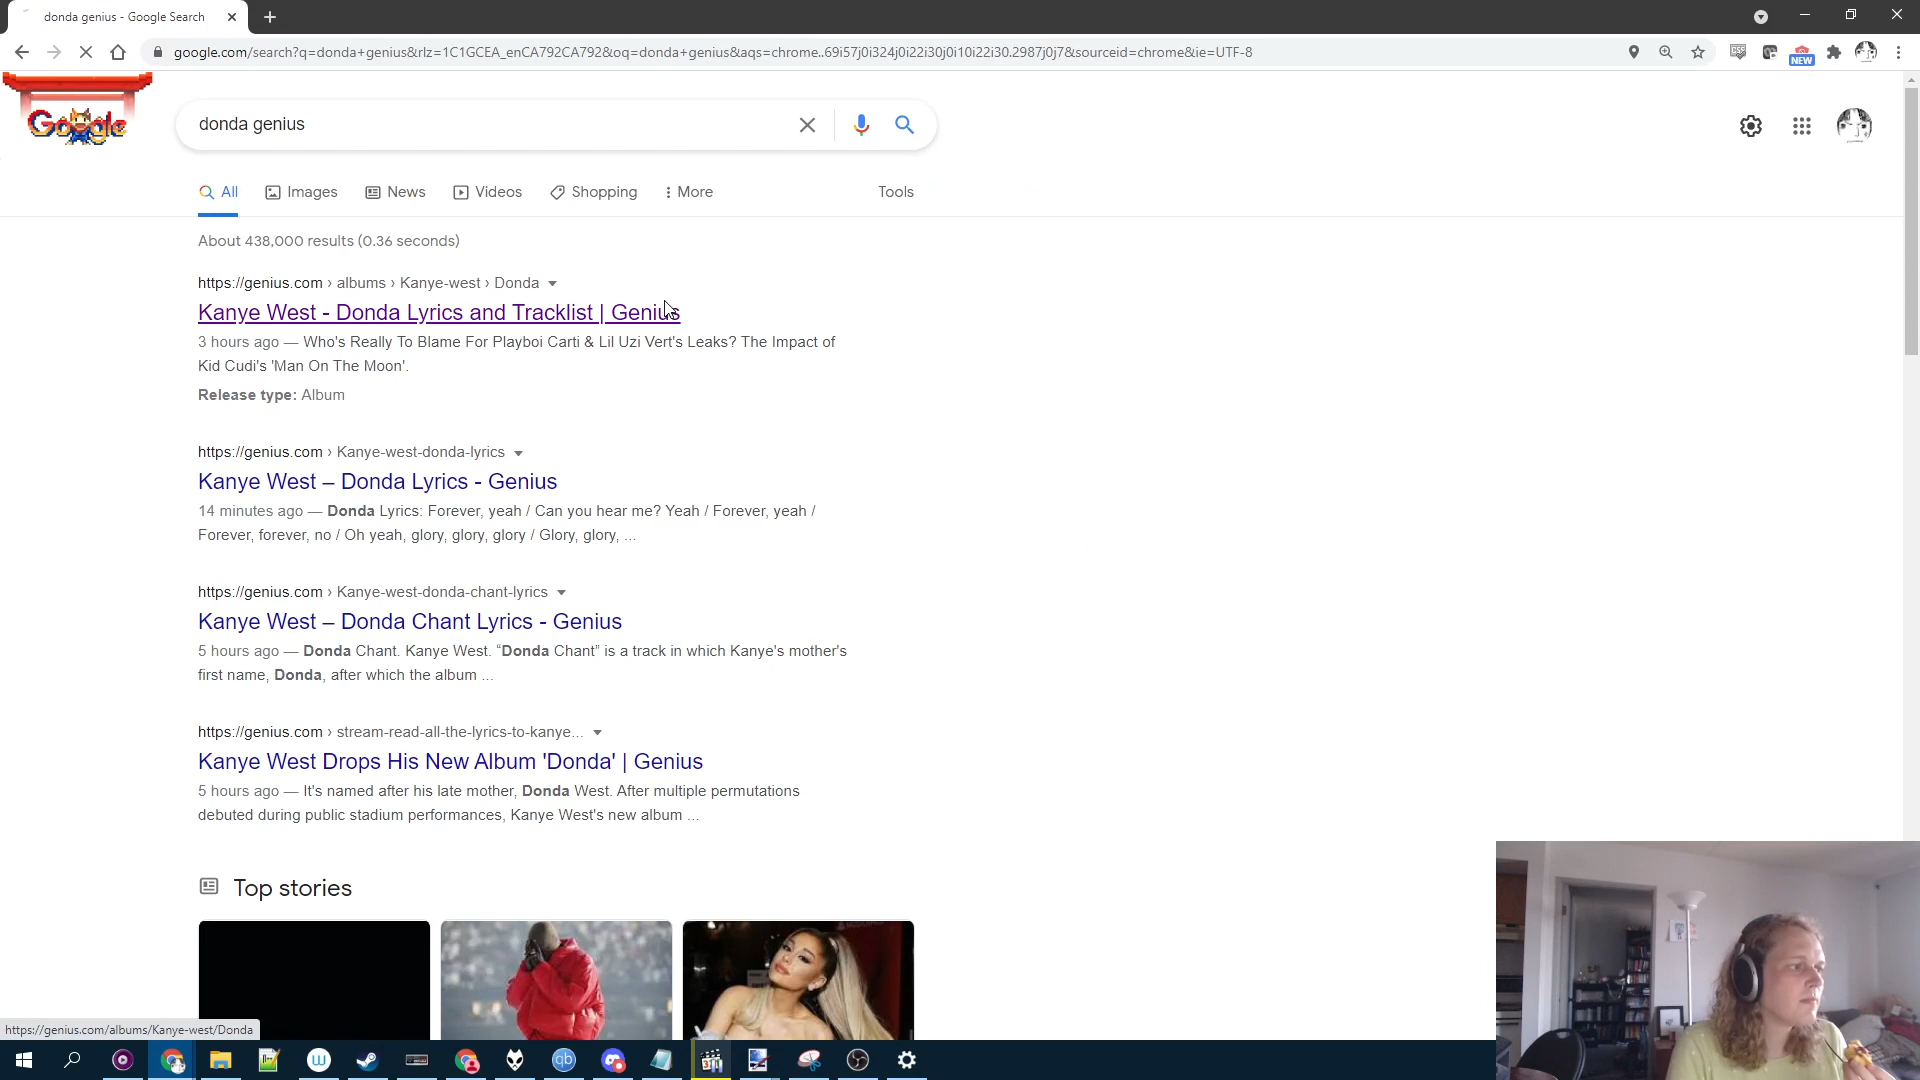 donda genius - Google Search
google.com/search?q=donda+genius&rlz=1C1GCEA_enCA792CA792&oq=donda+genius&aqs=chrome..69i57j0i324j0i22i30j0i10i22i30.2987j0j7&sourceid=chrome&ie=UTF-8
CSS
NEW
Google
donda genius
All
Images
News
Videos
Shopping
More
Tools
About 438,000 results (0.36 seconds)
https://genius.com › albums › Kanye-west › Donda
Kanye West - Donda Lyrics and Tracklist | Genius
3 hours ago — Who's Really To Blame For Playboi Carti & Lil Uzi Vert's Leaks? The Impact of
Kid Cudi's 'Man On The Moon'.
Release type: Album
https://genius.com › Kanye-west-donda-lyrics
Kanye West – Donda Lyrics - Genius
14 minutes ago — Donda Lyrics: Forever, yeah / Can you hear me? Yeah / Forever, yeah /
Forever, forever, no / Oh yeah, glory, glory, glory / Glory, glory, ...
https://genius.com › Kanye-west-donda-chant-lyrics
Kanye West – Donda Chant Lyrics - Genius
5 hours ago — Donda Chant. Kanye West. “Donda Chant” is a track in which Kanye's mother's
first name, Donda, after which the album ...
https://genius.com › stream-read-all-the-lyrics-to-kanye...
Kanye West Drops His New Album 'Donda' | Genius
5 hours ago — It's named after his late mother, Donda West. After multiple permutations
debuted during public stadium performances, Kanye West's new album ...
Top stories
https://genius.com/albums/Kanye-west/Donda
W
qb